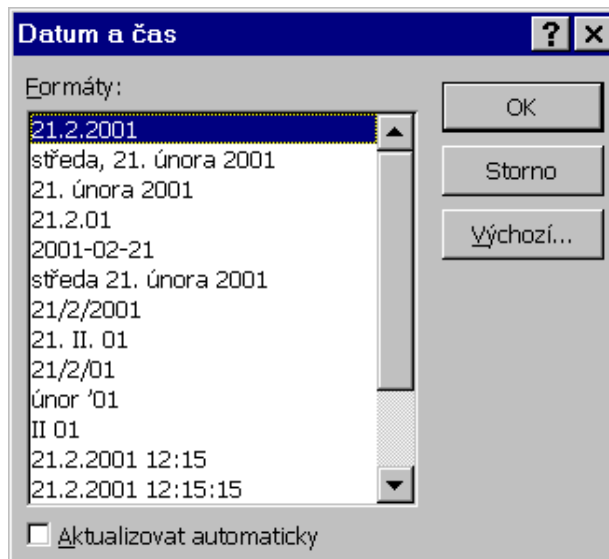 Datum a čas
Formáty:
21.2.2001
středa, 21. února 2001
21. února 2001
21.2.01
2001-02-21
středa 21. února 2001
21/2/2001
21. II. 01
21/2/01
únor '01
II 01
21.2.2001 12:15
21.2.2001 12:15:15
Aktualizovat automaticky
OK
Storno
Výchozí...